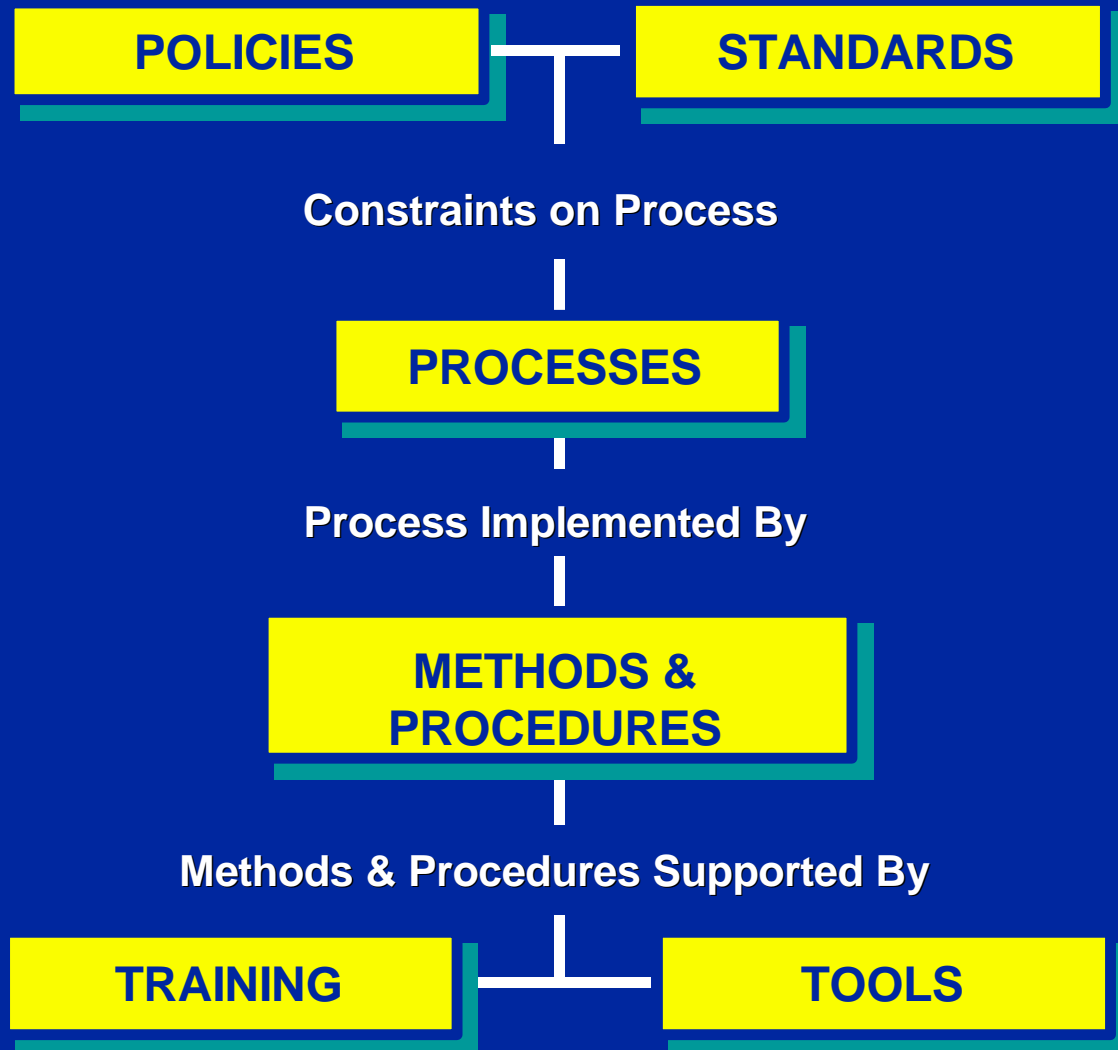 POLICIES
STANDARDS
Constraints on Process
PROCESSES
Process Implemented By
METHODS &
PROCEDURES
Methods & Procedures Supported By
TRAINING
TOOLS